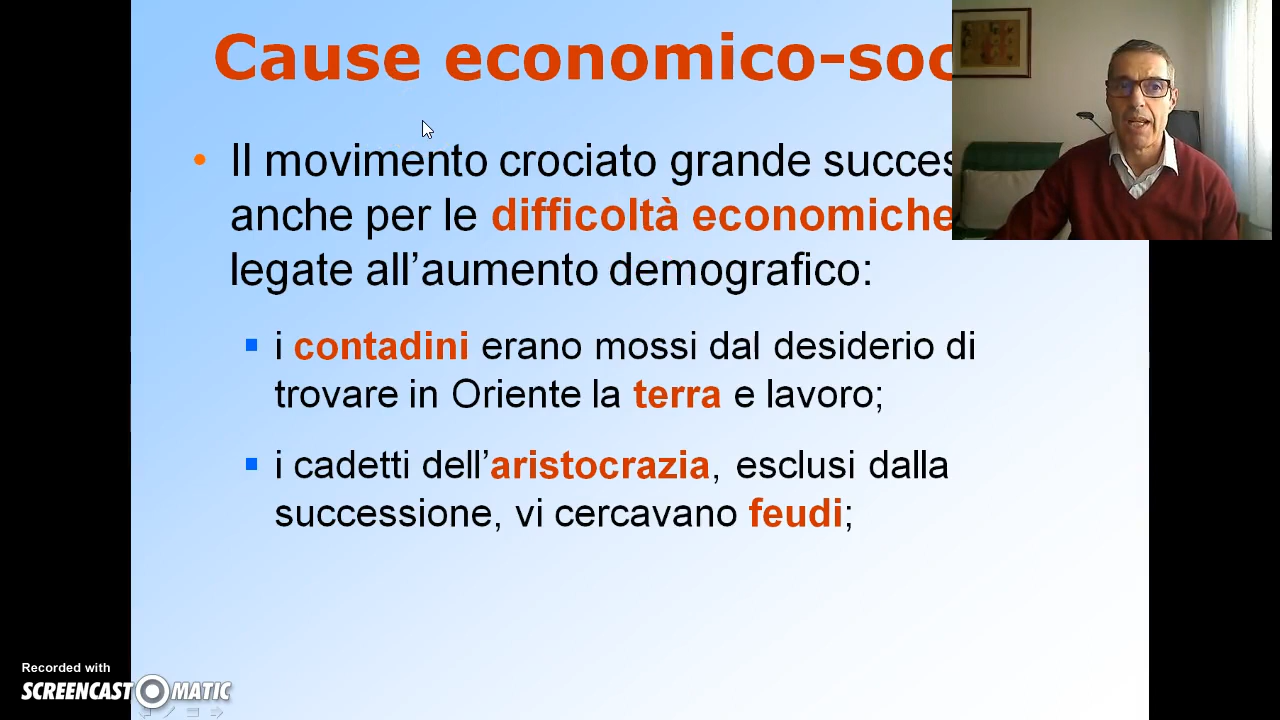 Cause economico-soc
• Il movimento crociato grande succes
anche per le difficoltà economiche
legate all’aumento demografico:
▪ i contadini erano mossi dal desiderio di
trovare in Oriente la terra e lavoro;
▪ i cadetti dell’aristocrazia, esclusi dalla
successione, vi cercavano feudi;
Recorded with
SCREENCAST MATIC